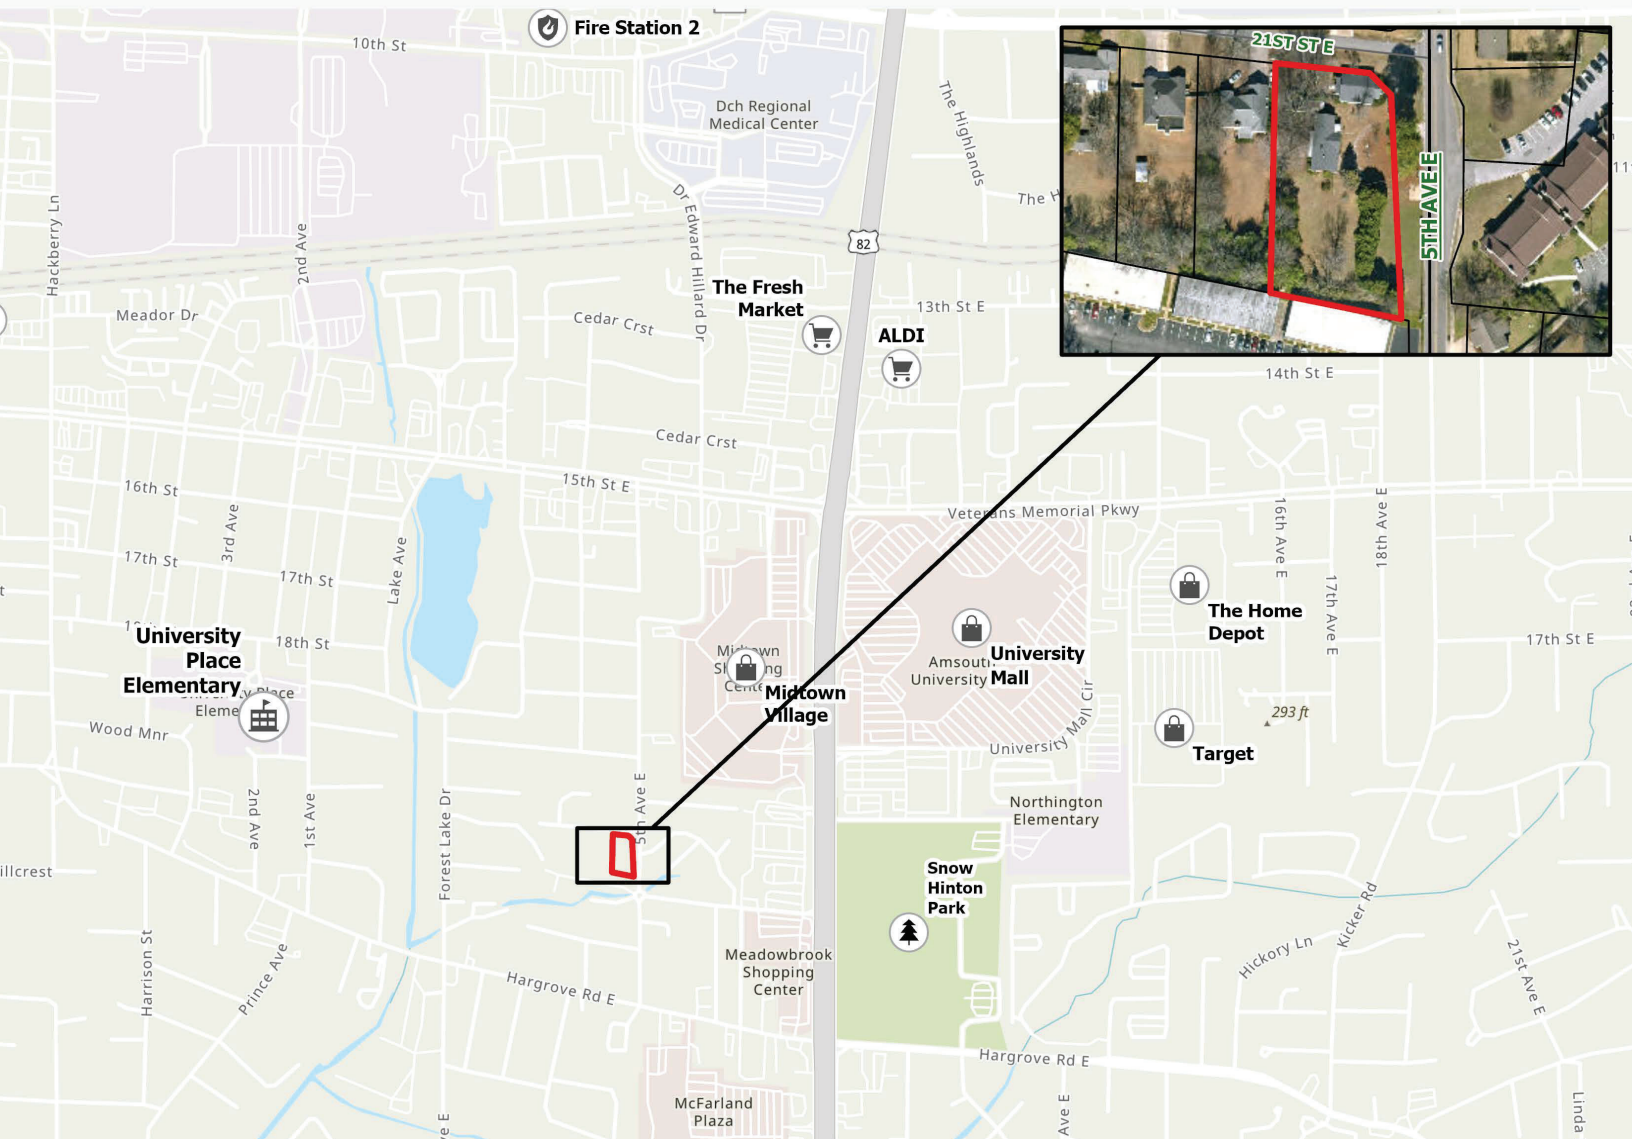 Fire Station 2
10th St
Dch Regional
Medical Center
The Highlands
The H
21ST ST E
5TH AVE E
11
Hackberry Ln
2nd Ave
Dr Edward Hillard Dr
82
The Fresh
Market
ALDI
13th St E
Meador Dr
Cedar Crst
14th St E
Cedar Crst
15th St E
16th St
Veterans Memorial Pkwy
3rd Ave
Lake Ave
16th Ave E
18th Ave E
17th St
17th St
17th Ave E
The Home
Depot
17th St E
18th St
University
Place
Elementary
Midtown
Village
Amsouth
University
University
Mall
University Mall Cir
293 ft
Target
Wood Mnr
2nd Ave
1st Ave
Forest Lake Dr
5th Ave E
Northington
Elementary
illcrest
Snow
Hinton
Park
Harrison St
Prince Ave
Hargrove Rd E
Meadowbrook
Shopping
Center
Kicker Rd
Hickory Ln
21st Ave E
Hargrove Rd E
McFarland
Plaza
ve E
Ave E
Linda